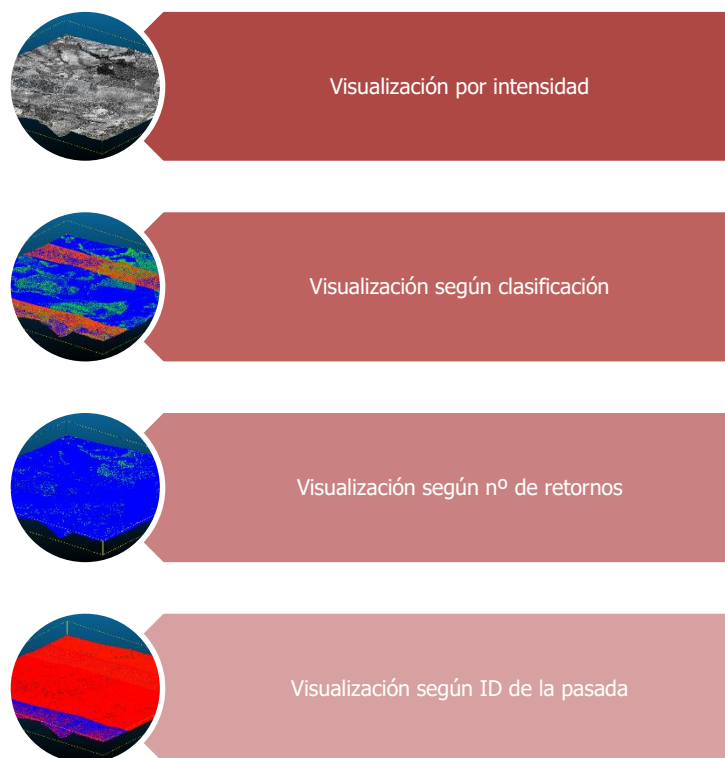 Visualización por intensidad
Visualización según clasificación
Visualización según nº de retornos
Visualización según ID de la pasada